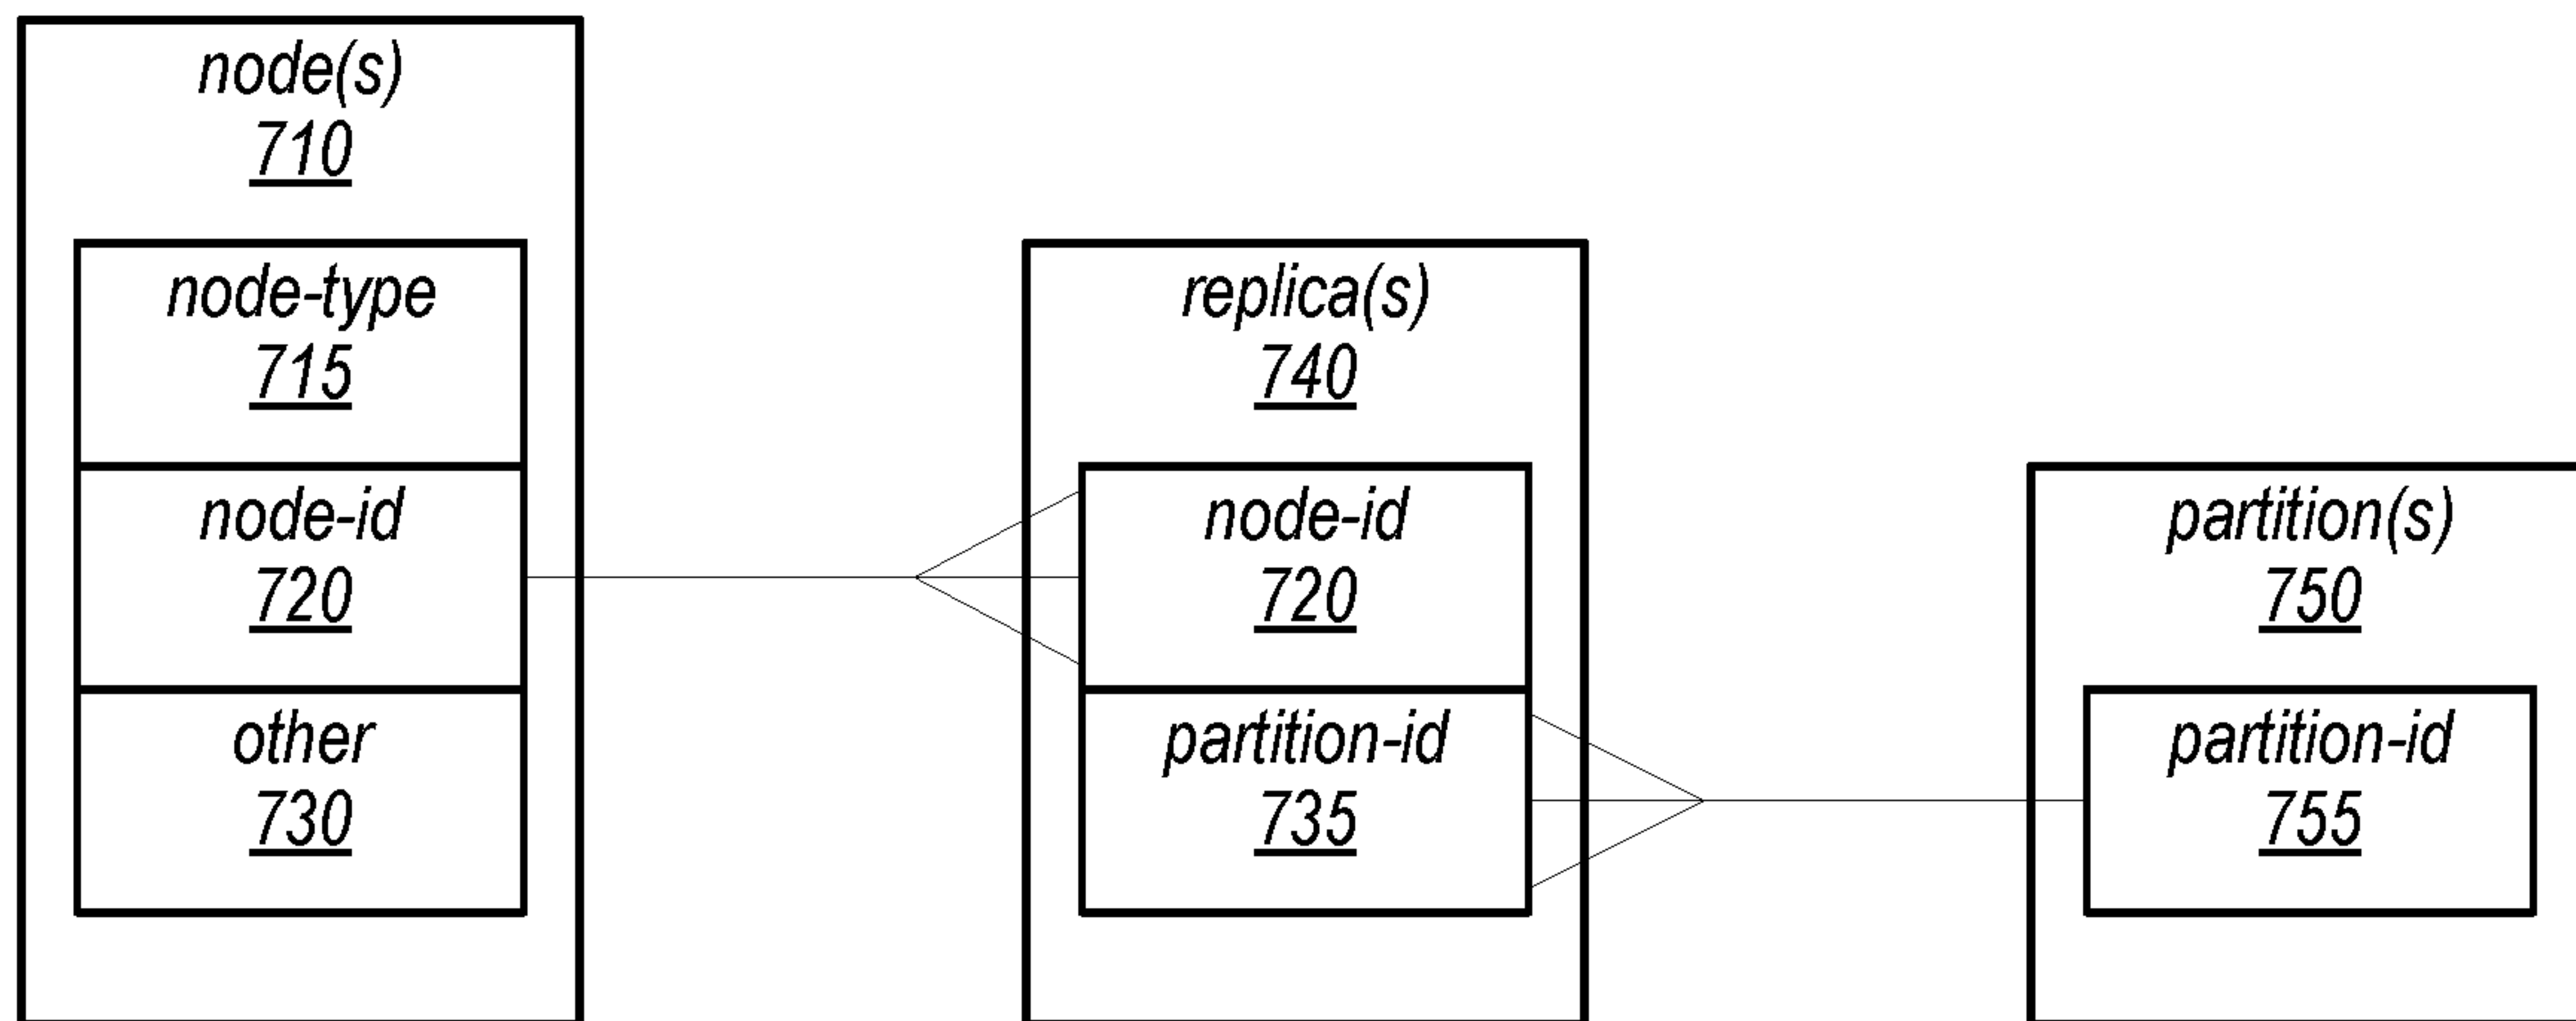 node(s)
710
node-type
715
node-id
720
other
730
replica(s)
740
node-id
720
partition-id
735
partition(s)
750
partition-id
755